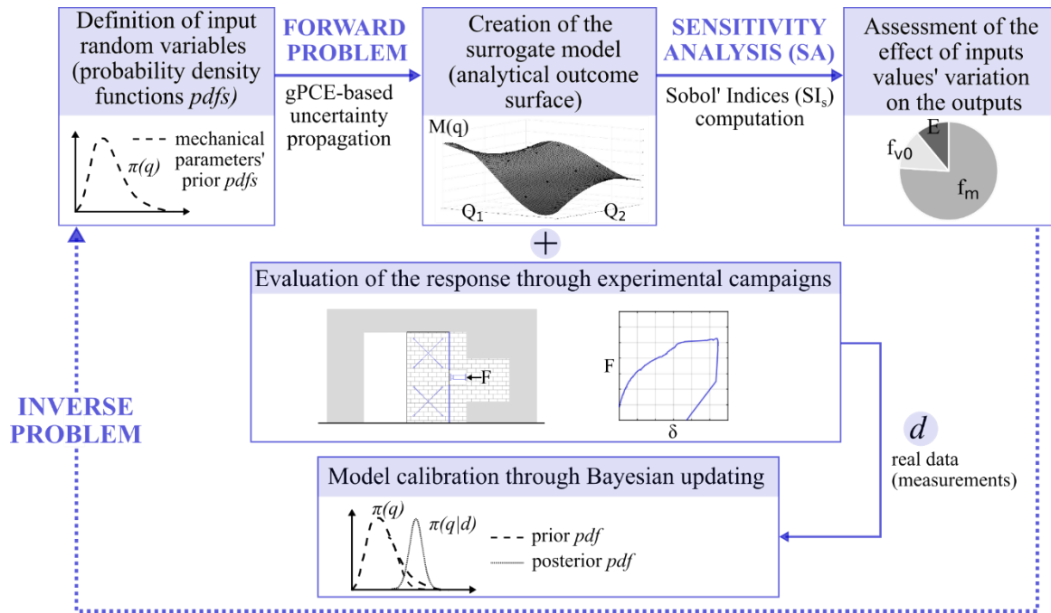 Definition of input
random variables
(probability density
functions pdfs)
mechanical
parameters'
prior pdfs
π(q)
FORWARD
PROBLEM
gPCE-based
uncertainty
propagation
Creation of the
surrogate model
(analytical outcome
surface)
M(q)
Q1
Q2
SENSITIVITY
ANALYSIS (SA)
Sobol' Indices (SIs)
computation
Assessment of the
effect of inputs
values' variation
on the outputs
E
fv0
fm
+
Evaluation of the response through experimental campaigns
F
F
δ
INVERSE
PROBLEM
d
real data
(measurements)
Model calibration through Bayesian updating
π(q)
π(q|d)
prior pdf
posterior pdf